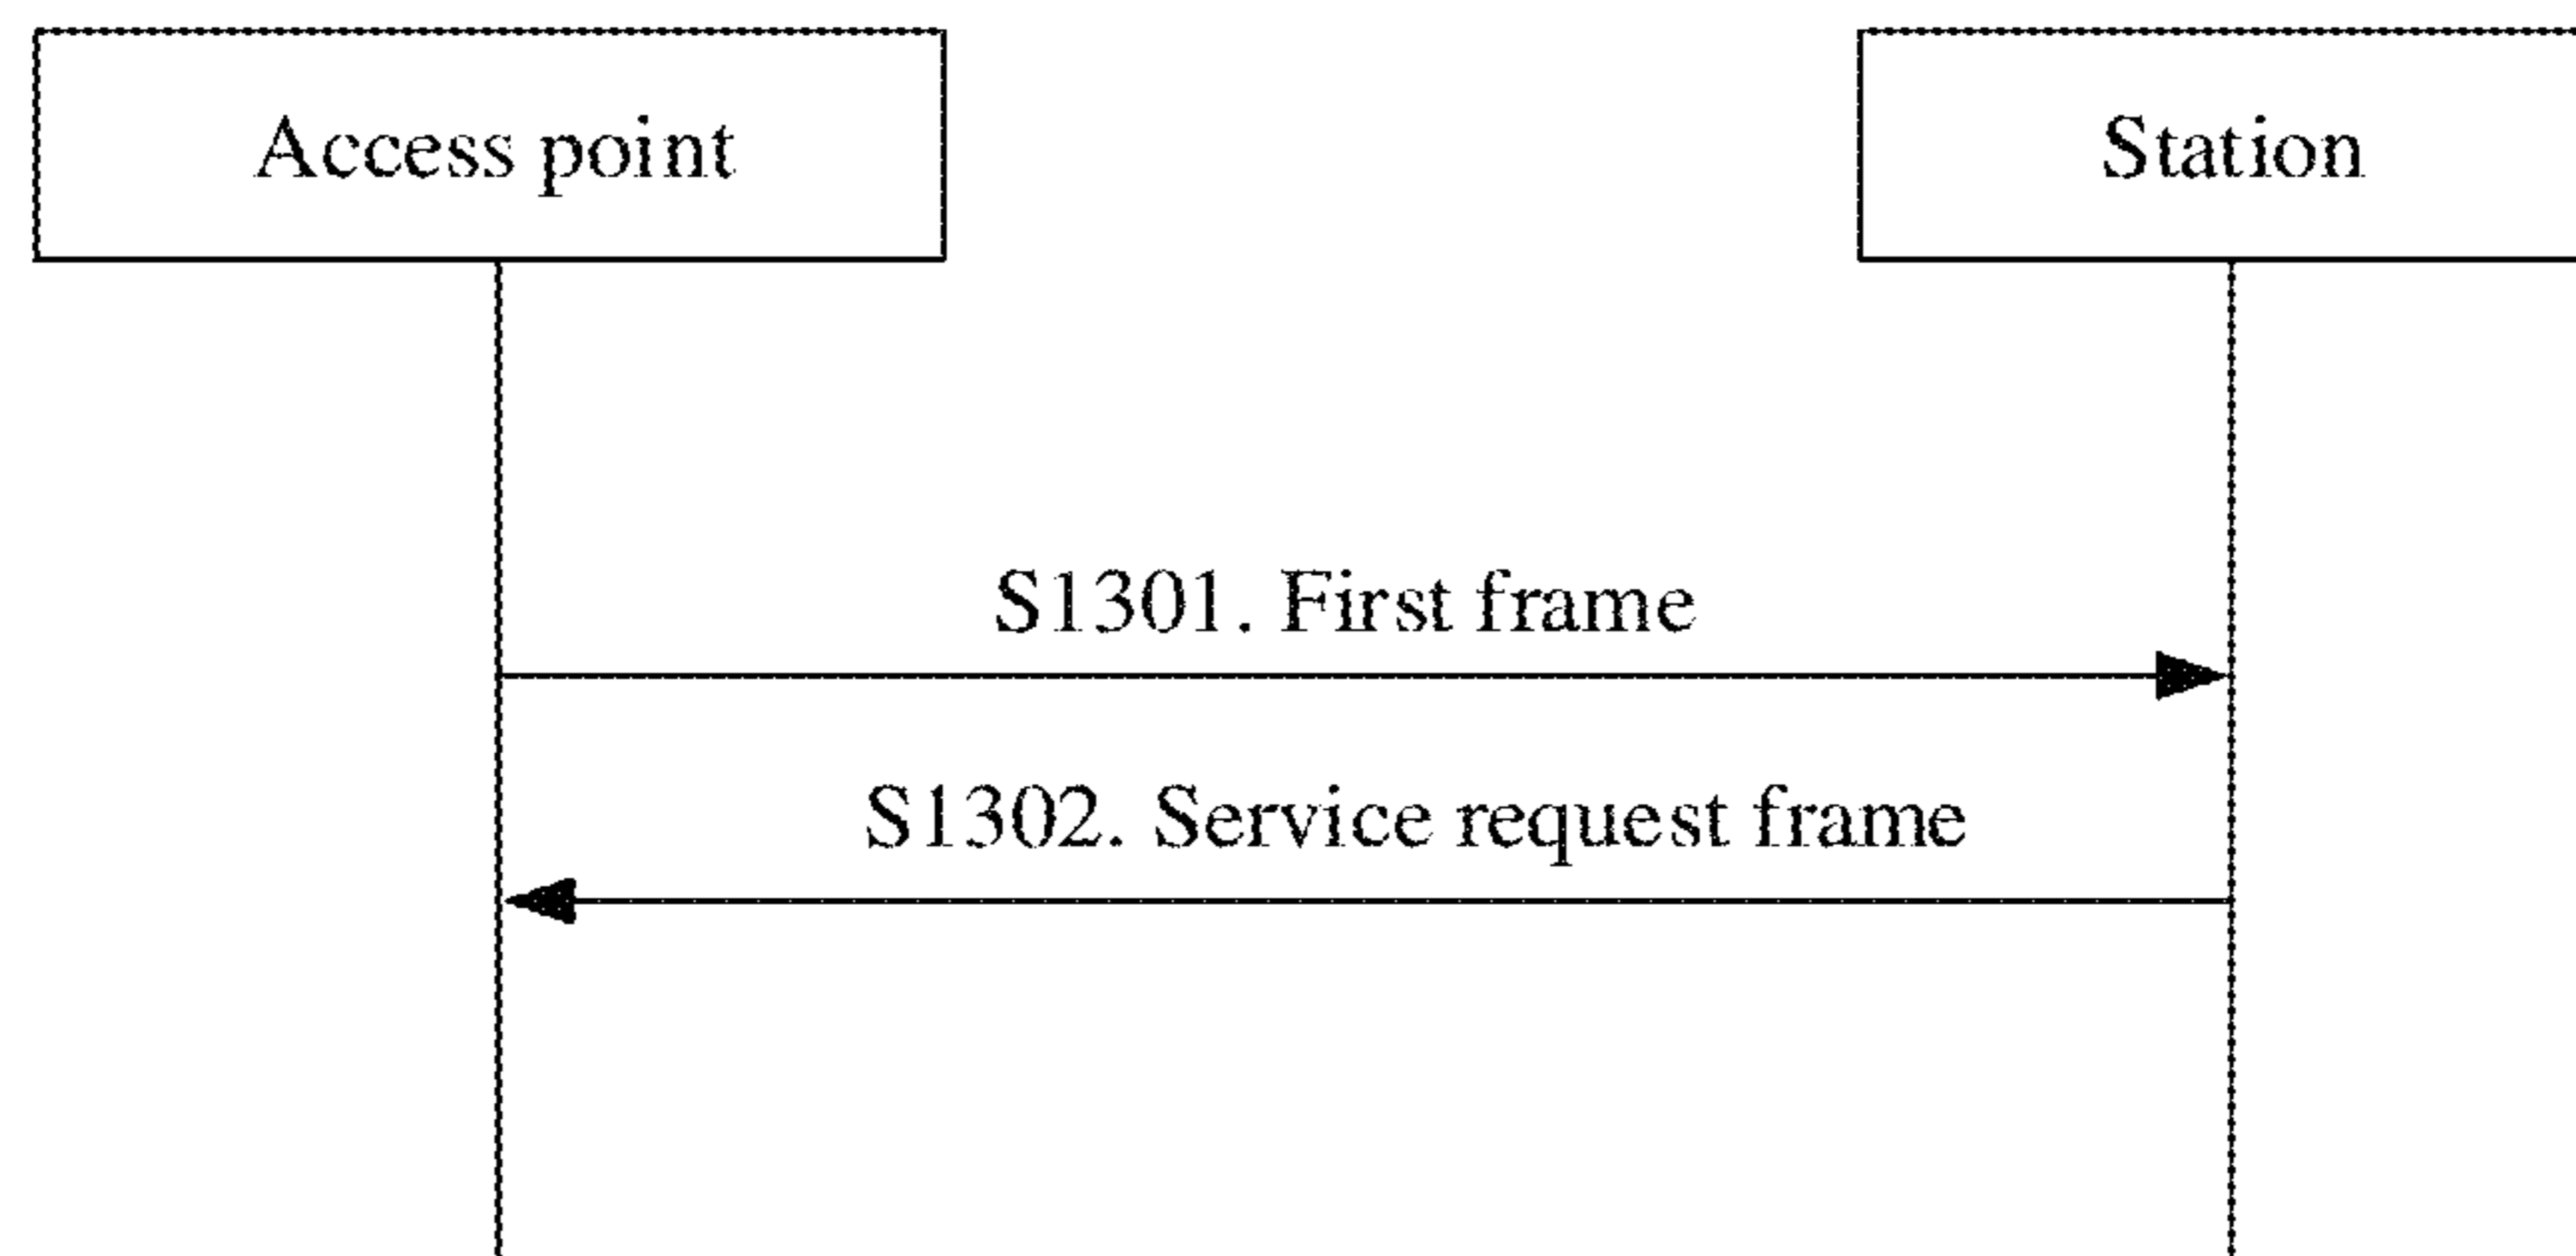 Access point
Station
S1301. First frame
S1302. Service request frame